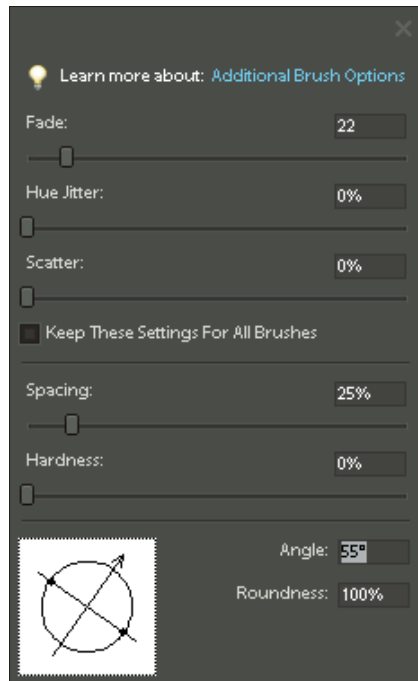 Learn more about: Additional Brush Options
Fade: 22
Hue Jitter: 0%
Scatter: 0%
Keep These Settings For All Brushes
Spacing: 25%
Hardness: 0%
Angle: 55°
Roundness: 100%